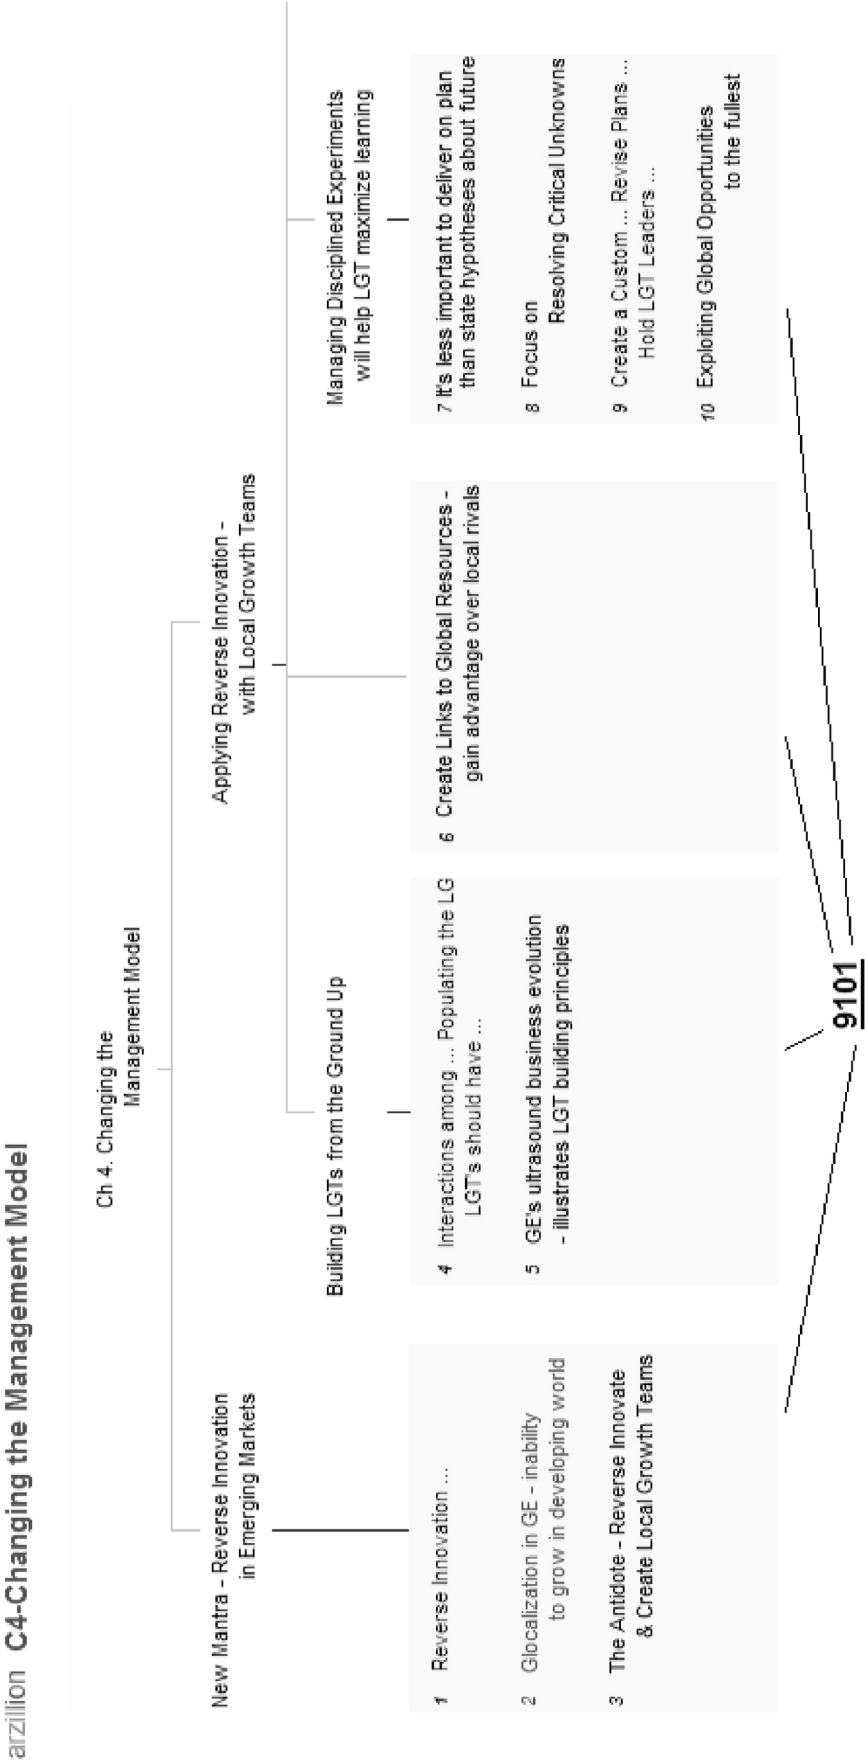 arzillion C4-Changing the Management Model
Ch 4. Changing the
Management Model
New Mantra - Reverse Innovation
in Emerging Markets
Applying Reverse Innovation -
with Local Growth Teams
Building LGTs from the Ground Up
Managing Disciplined Experiments
will help LGT maximize learning
1 Reverse Innovation ...
2 Glocalization in GE - inability
to grow in developing world
3 The Antidote - Reverse Innovate
& Create Local Growth Teams
4 Interactions among ... Populating the LG
LGT's should have ...
5 GE's ultrasound business evolution
- illustrates LGT building principles
6 Create Links to Global Resources -
gain advantage over local rivals
7 It's less important to deliver on plan
than state hypotheses about future
8 Focus on
Resolving Critical Unknowns
9 Create a Custom ... Revise Plans ...
Hold LGT Leaders ...
10 Exploiting Global Opportunities
to the fullest
9101